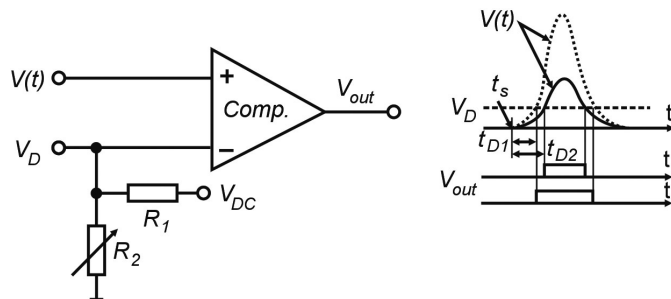 V(t)
+
Comp.
−
V_out
V_D
R_1
V_DC
R_2
V(t)
t_s
V_D
t
t_D1
t_D2
t
V_out
t